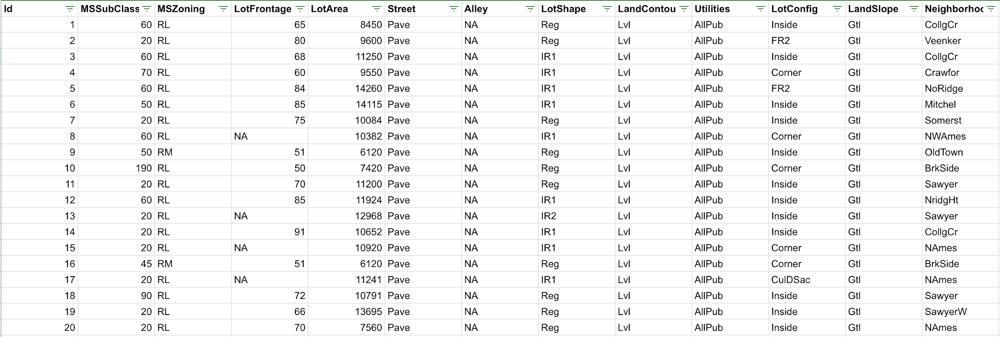 Id MSSubClass MSZoning LotFrontage LotArea Street Alley LotShape LandContou Utilities LotConfig LandSlope Neighborhoo
1 60 RL 65 8450 Pave NA Reg Lvl AllPub Inside Gtl CollgCr
2 20 RL 80 9600 Pave NA Reg Lvl AllPub FR2 Gtl Veenker
3 60 RL 68 11250 Pave NA IR1 Lvl AllPub Inside Gtl CollgCr
4 70 RL 60 9550 Pave NA IR1 Lvl AllPub Corner Gtl Crawfor
5 60 RL 84 14260 Pave NA IR1 Lvl AllPub FR2 Gtl NoRidge
6 50 RL 85 14115 Pave NA IR1 Lvl AllPub Inside Gtl Mitchel
7 20 RL 75 10084 Pave NA Reg Lvl AllPub Inside Gtl Somerst
8 60 RL NA 10382 Pave NA IR1 Lvl AllPub Corner Gtl NWAmes
9 50 RM 51 6120 Pave NA Reg Lvl AllPub Inside Gtl OldTown
10 190 RL 50 7420 Pave NA Reg Lvl AllPub Corner Gtl BrkSide
11 20 RL 70 11200 Pave NA Reg Lvl AllPub Inside Gtl Sawyer
12 60 RL 85 11924 Pave NA IR1 Lvl AllPub Inside Gtl NridgHt
13 20 RL NA 12968 Pave NA IR2 Lvl AllPub Inside Gtl Sawyer
14 20 RL 91 10652 Pave NA IR1 Lvl AllPub Inside Gtl CollgCr
15 20 RL NA 10920 Pave NA IR1 Lvl AllPub Corner Gtl NAmes
16 45 RM 51 6120 Pave NA Reg Lvl AllPub Corner Gtl BrkSide
17 20 RL NA 11241 Pave NA IR1 Lvl AllPub CulDSac Gtl NAmes
18 90 RL 72 10791 Pave NA Reg Lvl AllPub Inside Gtl Sawyer
19 20 RL 66 13695 Pave NA Reg Lvl AllPub Inside Gtl SawyerW
20 20 RL 70 7560 Pave NA Reg Lvl AllPub Inside Gtl NAmes